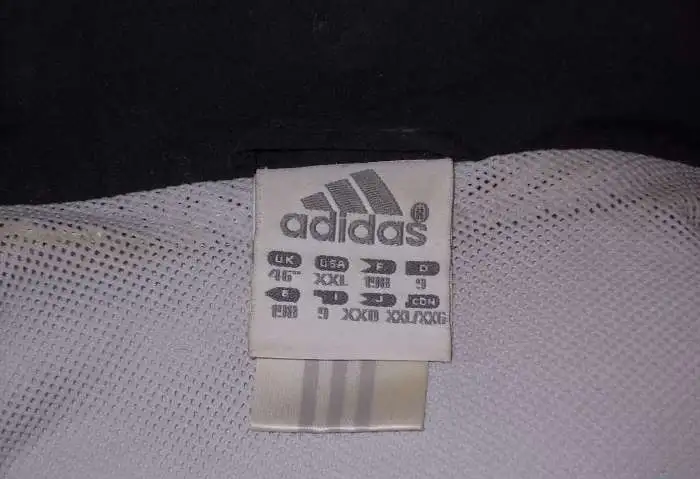 adidas®
UK USA F D
46" XXL 198 9
E I J CDN
198 9 XXO XXL/XXG